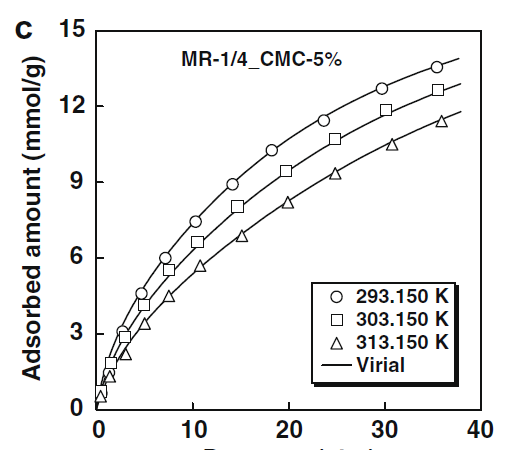 c
15
MR-1/4_CMC-5%
12
Adsorbed amount (mmol/g)
9
6
293.150 K
303.150 K
3
313.150 K
Virial
0
0 10 20 30 40